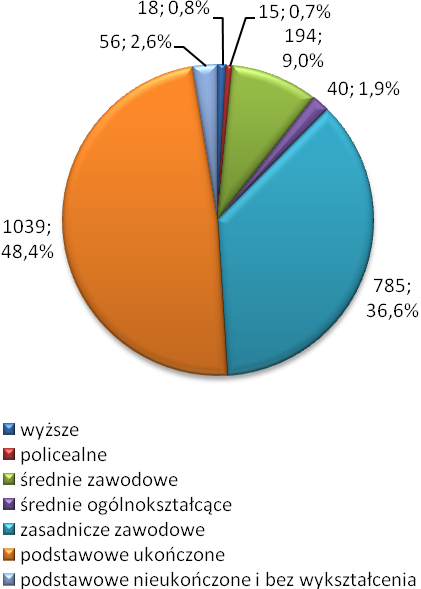 18; 0,8%
15; 0,7%
56; 2,6%
194;
9,0%
40; 1,9%
1039;
48,4%
785;
36,6%
wyższe
policealne
średnie zawodowe
średnie ogólnokształcące
zasadnicze zawodowe
podstawowe ukończone
podstawowe nieukończone i bez wykształcenia